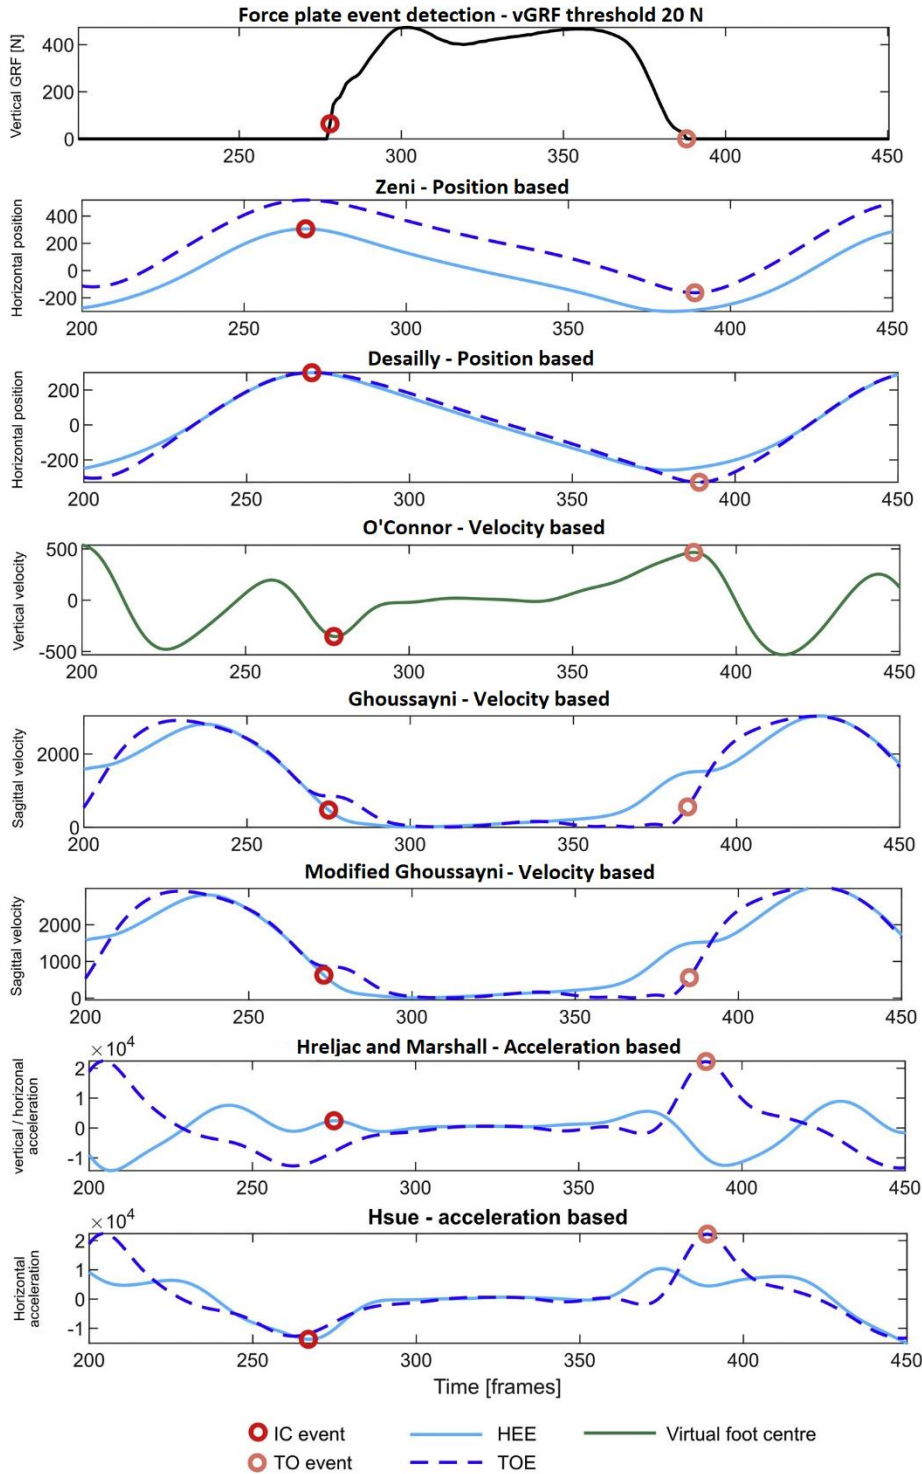 Force plate event detection - vGRF threshold 20 N
Vertical GRF [N]
400
200
0
250 300 350 400 450
Zeni - Position based
Horizontal position
400
200
0
-200
200 250 300 350 400 450
Desailly - Position based
Horizontal position
200
0
-200
200 250 300 350 400 450
O'Connor - Velocity based
Vertical velocity
500
0
-500
200 250 300 350 400 450
Ghoussayni - Velocity based
Sagittal velocity
2000
0
200 250 300 350 400 450
Modified Ghoussayni - Velocity based
Sagittal velocity
2000
1000
0
200 250 300 350 400 450
Hreljac and Marshall - Acceleration based
×10⁴
vertical / horizonal
acceleration
2
1
0
-1
200 250 300 350 400 450
Hsue - acceleration based
×10⁴
Horizontal
acceleration
2
1
0
-1
200 250 300 350 400 450
Time [frames]
IC event HEE Virtual foot centre
TO event TOE